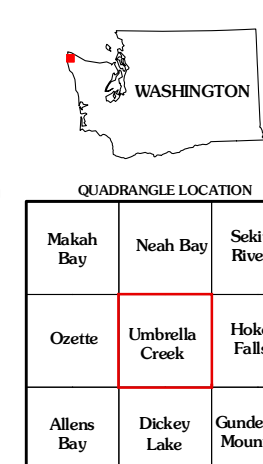 WASHINGTON
QUADRANGLE LOCATION
Makah
Bay
Neah Bay
Ozette
Umbrella
Creek
Allens
Bay
Dickey
Lake